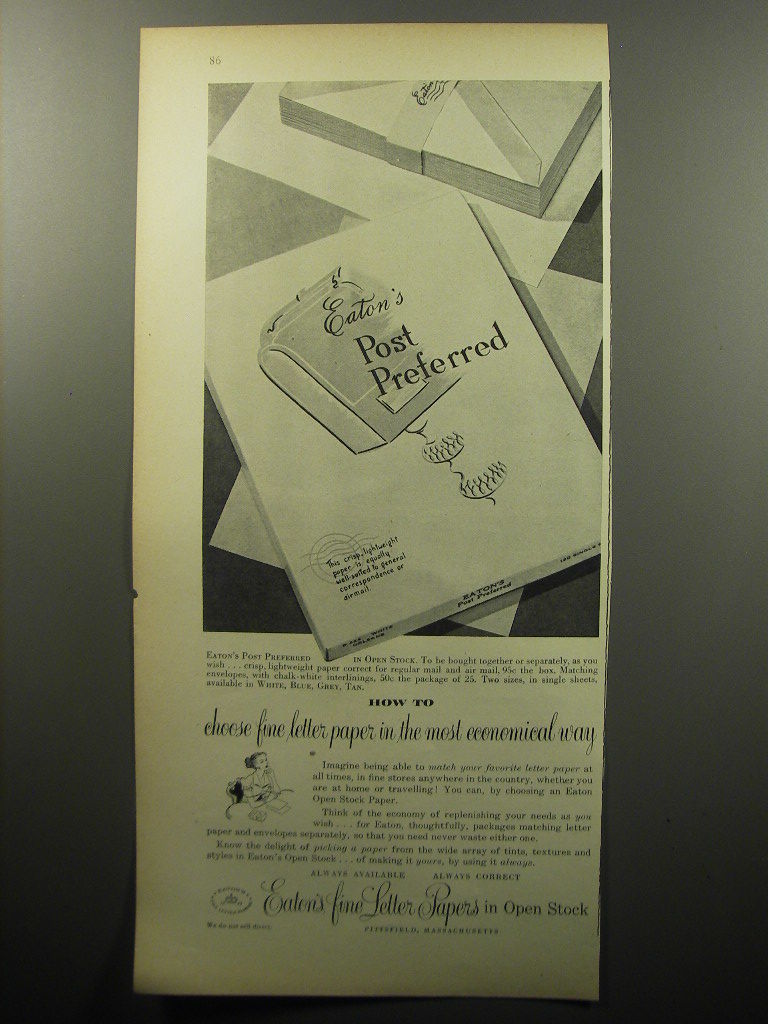 86
Eaton
Eaton's
Post
Preferred
This crisp, lightweight
paper is equally
well-suited to general
correspondence or
airmail.
EATON'S
Post Preferred
WHITE
EATON'S POST PREFERRED IN OPEN STOCK. To be bought together or separately, as you
wish . . . crisp, lightweight paper correct for regular mail and air mail, 95c the box. Matching
envelopes, with chalk-white interlinings, 50c the package of 25. Two sizes, in single sheets,
available in WHITE, BLUE, GREY, TAN.
HOW TO
choose fine letter paper in the most economical way
Imagine being able to match your favorite letter paper at
all times, in fine stores anywhere in the country, whether you
are at home or travelling! You can, by choosing an Eaton
Open Stock Paper.
Think of the economy of replenishing your needs as you
wish . . . for Eaton, thoughtfully, packages matching letter
paper and envelopes separately, so that you need never waste either one.
Know the delight of picking a paper from the wide array of tints, textures and
styles in Eaton's Open Stock . . . of making it yours, by using it always.
ALWAYS AVAILABLE ALWAYS CORRECT
Eaton's fine Letter Papers in Open Stock
We do not sell direct.
PITTSFIELD, MASSACHUSETTS